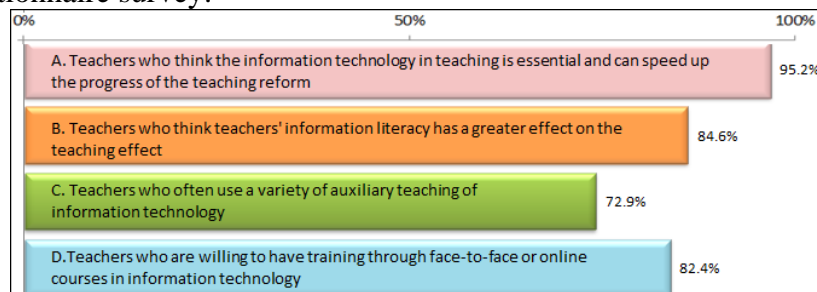 tionnaire survey.
0% 50% 100%
A. Teachers who think the information technology in teaching is essential and can speed up
the progress of the teaching reform
95.2%
B. Teachers who think teachers' information literacy has a greater effect on the
teaching effect
84.6%
C. Teachers who often use a variety of auxiliary teaching of
information technology
72.9%
D.Teachers who are willing to have training through face-to-face or online
courses in information technology
82.4%